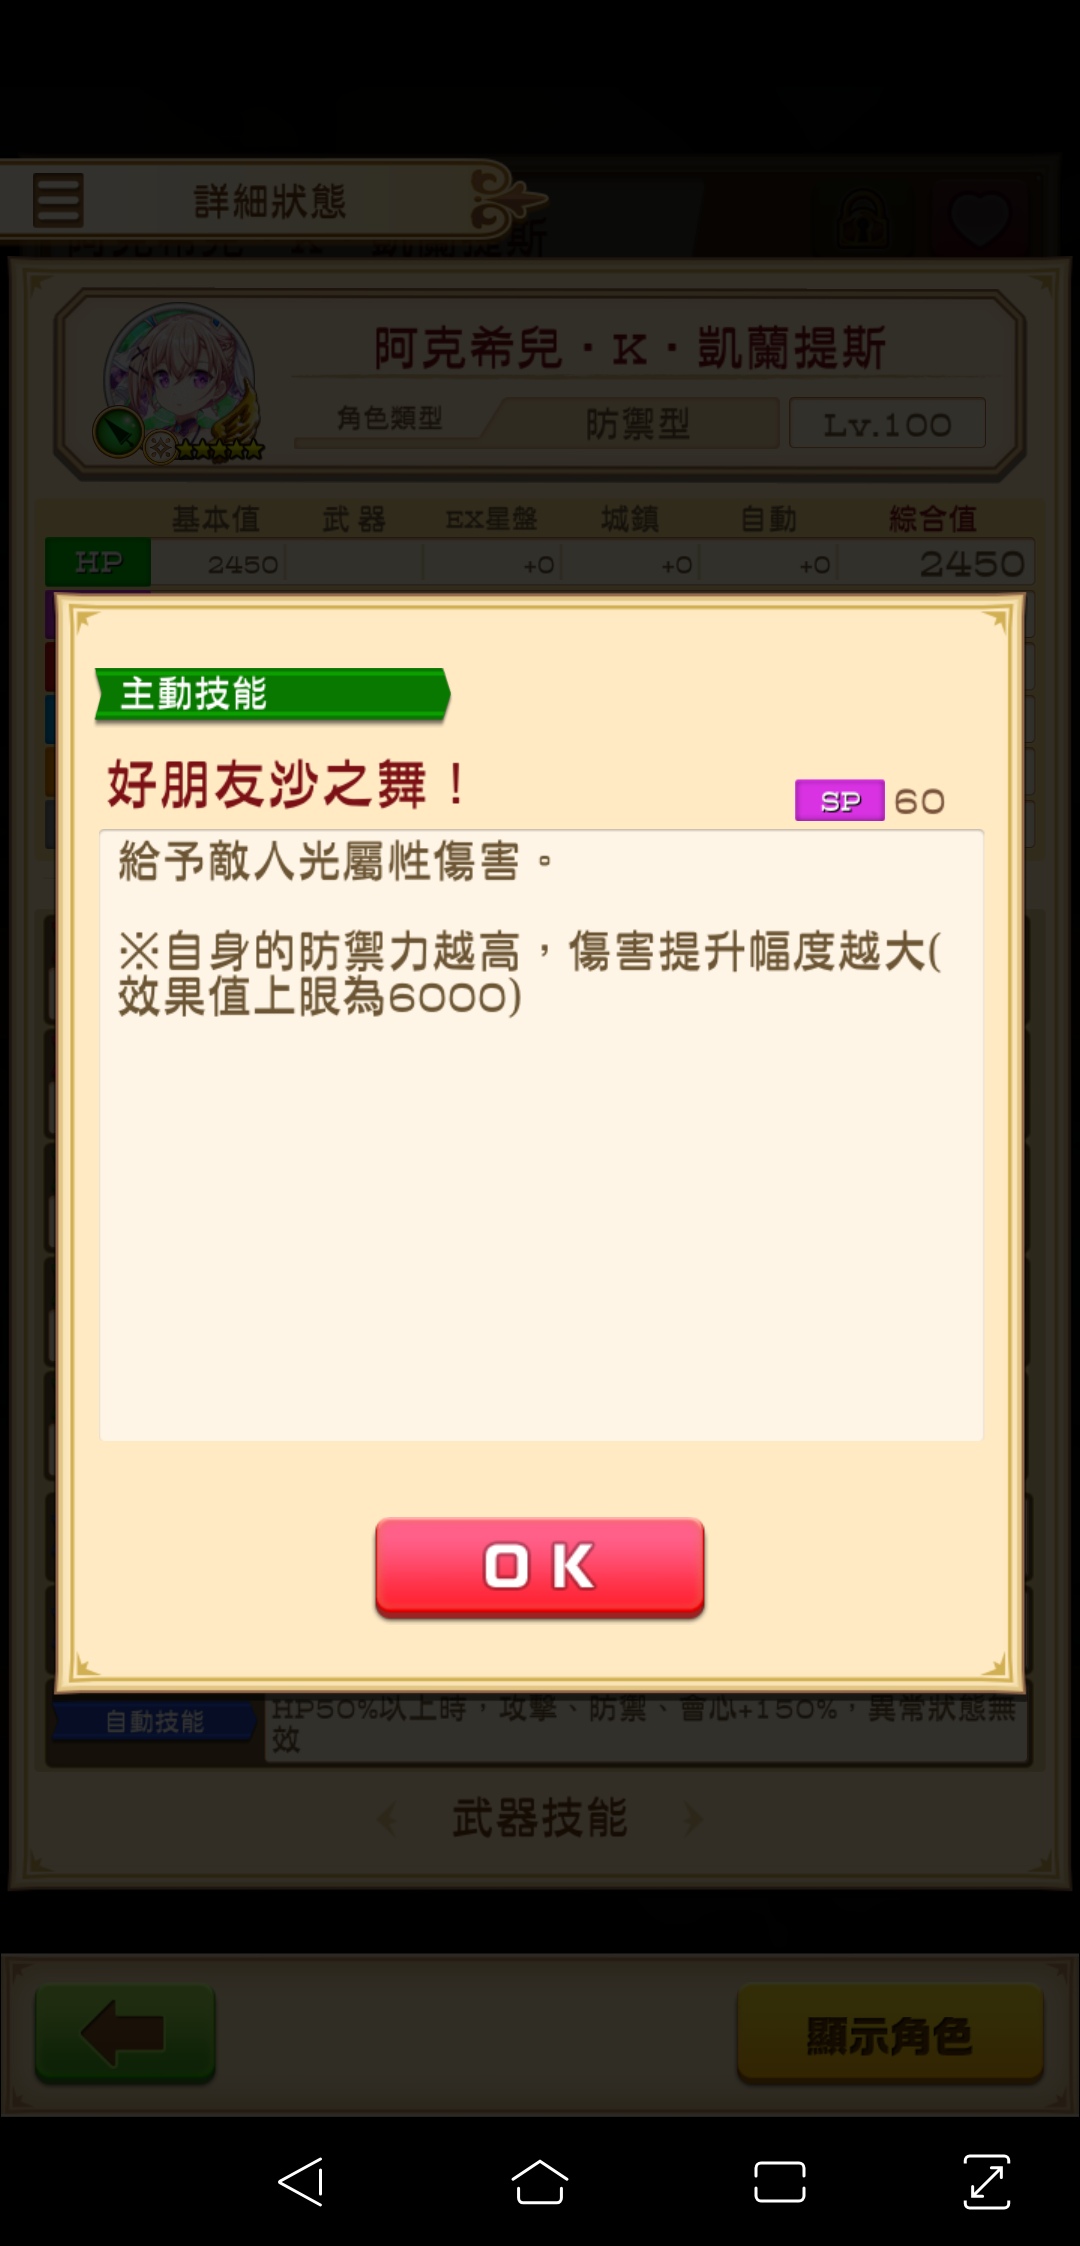 詳細狀態
阿克希兒・K・凱蘭提斯
角色類型
防禦型
Lv.100
基本值 武器 EX星盤 城鎮 自動 綜合值
HP 2450 +0 +0 +0 2450
主動技能
好朋友沙之舞！
SP 60
給予敵人光屬性傷害。
※自身的防禦力越高，傷害提升幅度越大(
效果值上限為6000)
OK
自動技能
HP50%以上時，攻擊、防禦、會心+150%，異常狀態無
效
武器技能
顯示角色